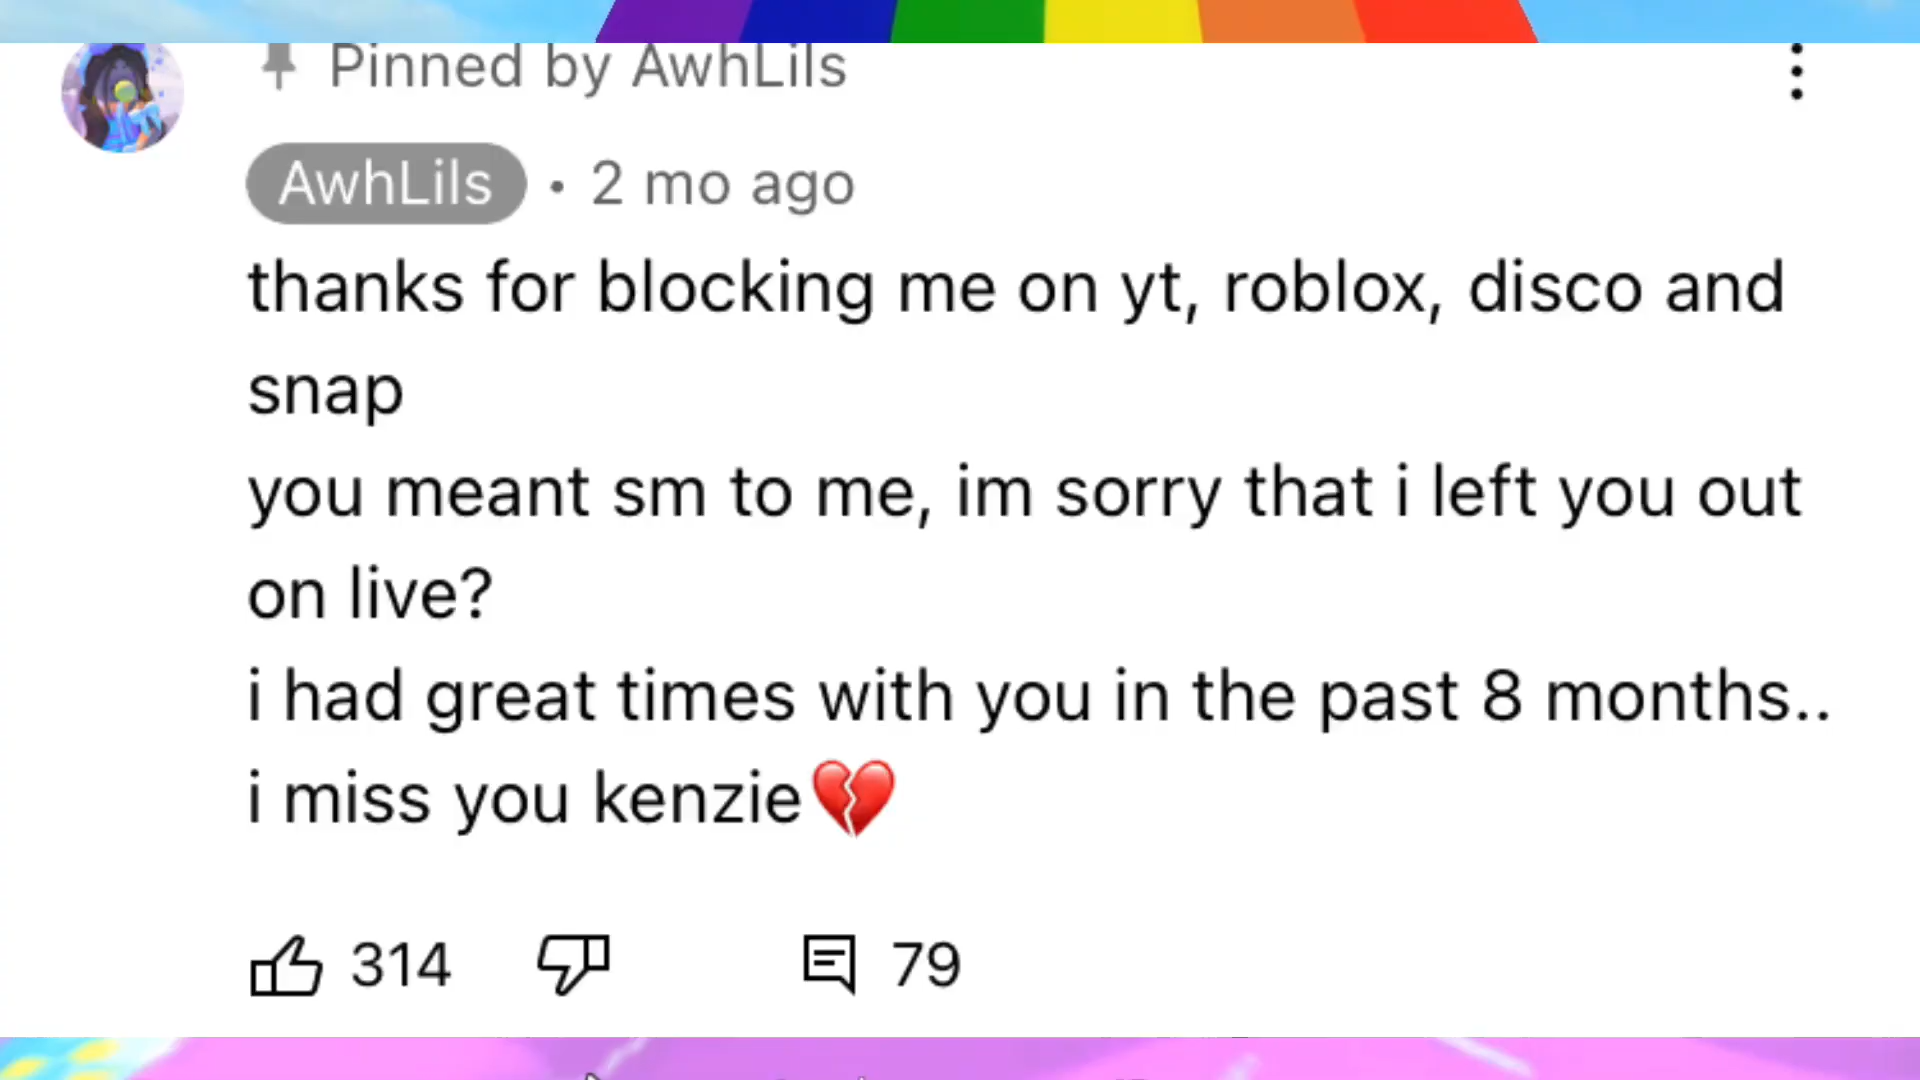 Pinned by AwhLils
AwhLils • 2 mo ago
thanks for blocking me on yt, roblox, disco and
snap
you meant sm to me, im sorry that i left you out
on live?
i had great times with you in the past 8 months..
i miss you kenzie💔
314 79